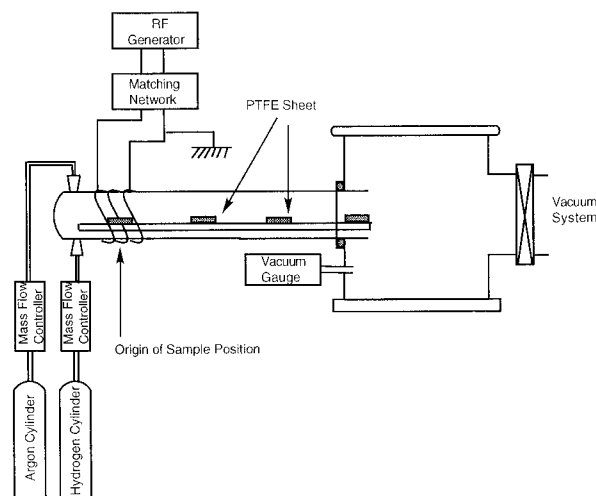 RF
Generator
Matching
Network
PTFE Sheet
Vacuum
System
Vacuum
Gauge
Mass Flow
Controller
Mass Flow
Controller
Origin of Sample Position
Argon Cylinder
Hydrogen Cylinder